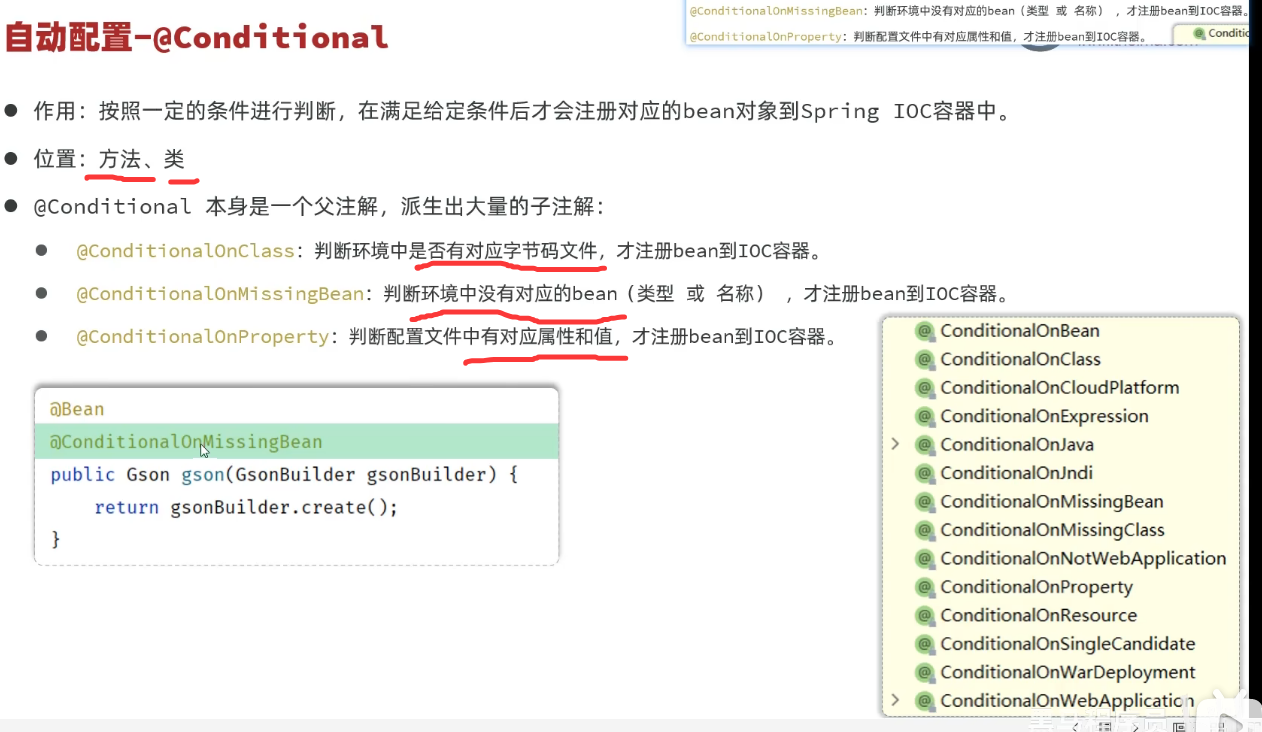 @ConditionalOnMissingBean：判断环境中没有对应的bean（类型 或 名称），才注册bean到IOC容器。
@ConditionalOnProperty：判断配置文件中有对应属性和值，才注册bean到IOC容器。
自动配置-@Conditional
作用：按照一定的条件进行判断，在满足给定条件后才会注册对应的bean对象到Spring IOC容器中。
位置：方法、类
@Conditional 本身是一个父注解，派生出大量的子注解：
@ConditionalOnClass：判断环境中是否有对应字节码文件，才注册bean到IOC容器。
@ConditionalOnMissingBean：判断环境中没有对应的bean（类型 或 名称），才注册bean到IOC容器。
@ConditionalOnProperty：判断配置文件中有对应属性和值，才注册bean到IOC容器。
@Bean
@ConditionalOnMissingBean
public Gson gson(GsonBuilder gsonBuilder) {
return gsonBuilder.create();
}
ConditionalOnBean
ConditionalOnClass
ConditionalOnCloudPlatform
ConditionalOnExpression
ConditionalOnJava
ConditionalOnJndi
ConditionalOnMissingBean
ConditionalOnMissingClass
ConditionalOnNotWebApplication
ConditionalOnProperty
ConditionalOnResource
ConditionalOnSingleCandidate
ConditionalOnWarDeployment
ConditionalOnWebApplication